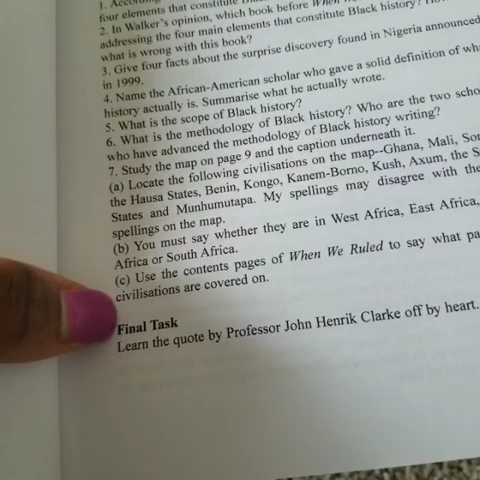 1. According
four elements that constitute
2. In Walker's opinion, which book before When
addressing the four main elements that constitute Black history?
what is wrong with this book?
3. Give four facts about the surprise discovery found in Nigeria announced
in 1999.
4. Name the African-American scholar who gave a solid definition of
history actually is. Summarise what he actually wrote.
5. What is the scope of Black history?
6. What is the methodology of Black history? Who are the two
who have advanced the methodology of Black history writing?
7. Study the map on page 9 and the caption underneath it.
(a) Locate the following civilisations on the map--Ghana, Mali,
the Hausa States, Benin, Kongo, Kanem-Borno, Kush, Axum, the
States and Munhumutapa. My spellings may disagree with the
spellings on the map.
(b) You must say whether they are in West Africa, East Africa,
Africa or South Africa.
(c) Use the contents pages of When We Ruled to say what
civilisations are covered on.
Final Task
Learn the quote by Professor John Henrik Clarke off by heart.